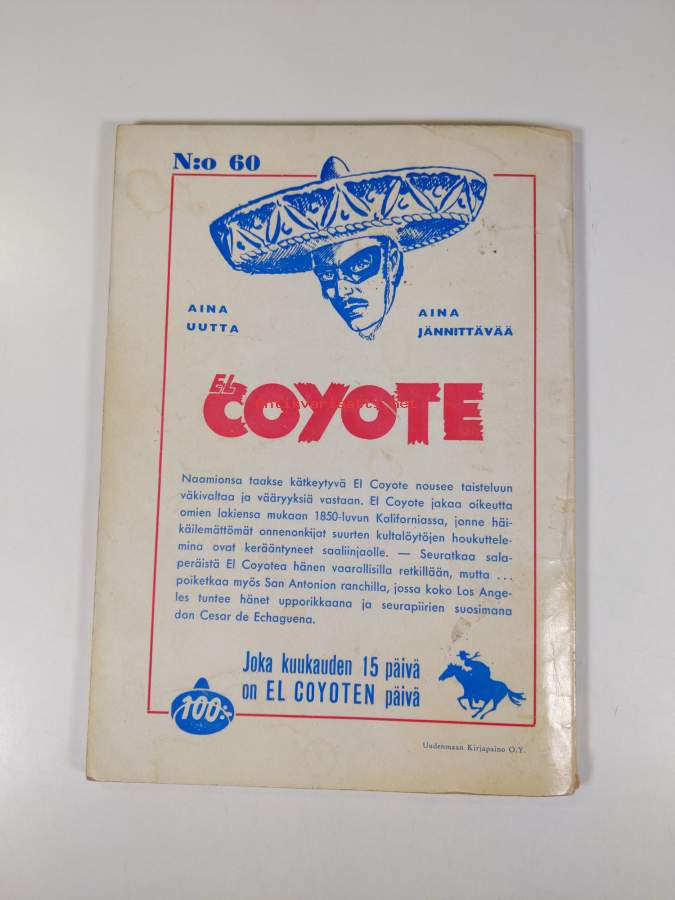 N:o 60
AINA
UUTTA
AINA
JÄNNITTÄVÄÄ
EL
COYOTE
antikvariaatti.net
Naamionsa taakse kätkeytyvä El Coyote nousee taisteluun
väkivaltaa ja vääryyksiä vastaan. El Coyote jakaa oikeutta
omien lakiensa mukaan 1850-luvun Kaliforniassa, jonne häi-
käilemättömät onnenonkijat suurten kultalöytöjen houkuttele-
mina ovat kerääntyneet saaliinjaolle. — Seuratkaa sala-
peräistä El Coyotea hänen vaarallisilla retkillään, mutta ...
poiketkaa myös San Antonion ranchilla, jossa koko Los Ange-
les tuntee hänet upporikkaana ja seurapiirien suosimana
don Cesar de Echaguena.
Joka kuukauden 15 päivä
on EL COYOTEN päivä
100:-
Uudenmaan Kirjapaino O.Y.